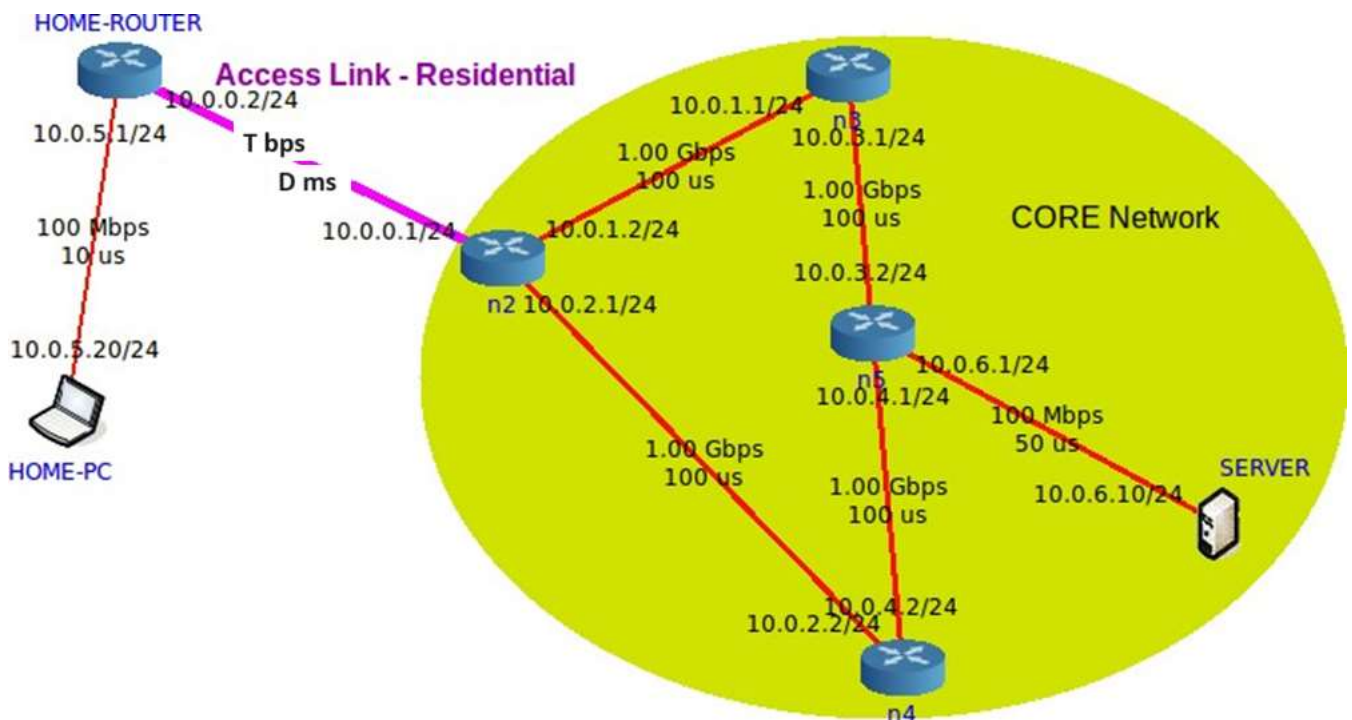 HOME-ROUTER
Access Link - Residential
10.0.0.2/24
10.0.5.1/24
T bps
D ms
100 Mbps
10 us
10.0.0.1/24
10.0.5.20/24
HOME-PC
n2
10.0.1.2/24
10.0.2.1/24
1.00 Gbps
100 us
10.0.1.1/24
n3
10.0.3.1/24
1.00 Gbps
100 us
CORE Network
10.0.3.2/24
n5
10.0.6.1/24
10.0.4.1/24
100 Mbps
50 us
SERVER
10.0.6.10/24
1.00 Gbps
100 us
1.00 Gbps
100 us
10.0.4.2/24
10.0.2.2/24
n4